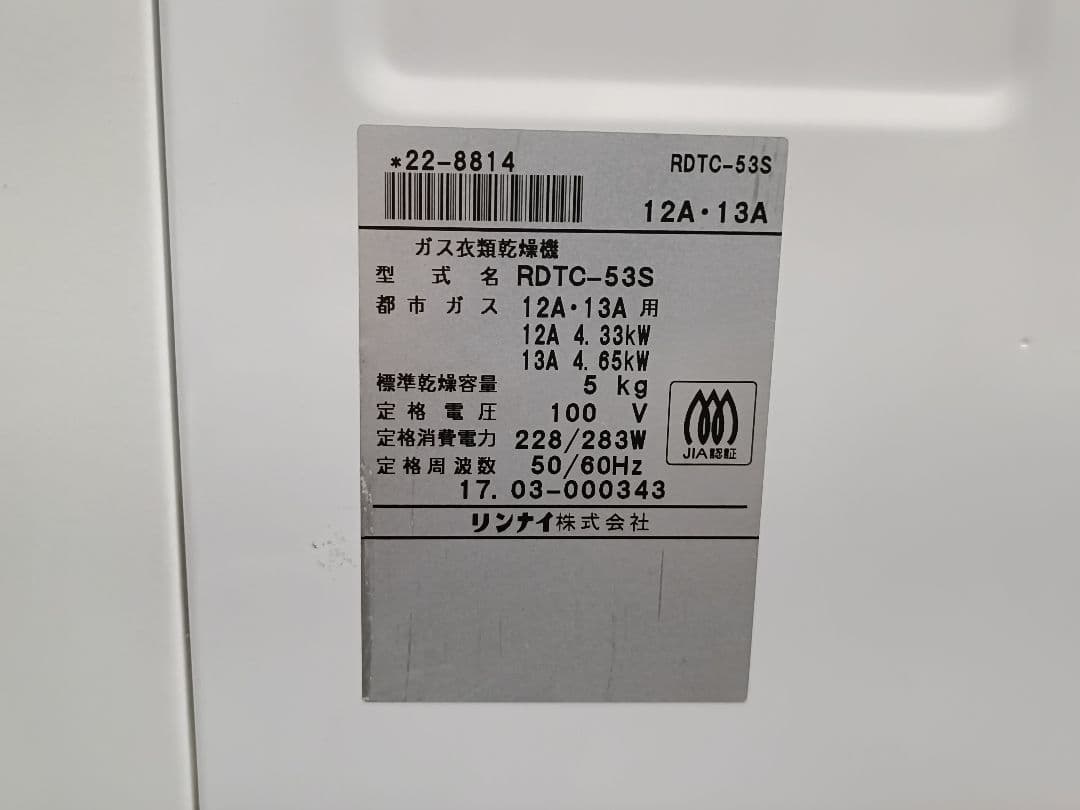 *22-8814
RDTC-53S
12A・13A
ガス衣類乾燥機
型式名 RDTC-53S
都市ガス 12A・13A 用
12A 4.33kW
13A 4.65kW
標準乾燥容量 5 kg
定格電圧 100 V
定格消費電力 228/283W
定格周波数 50/60Hz
JIA認証
17.03-000343
リンナイ株式会社